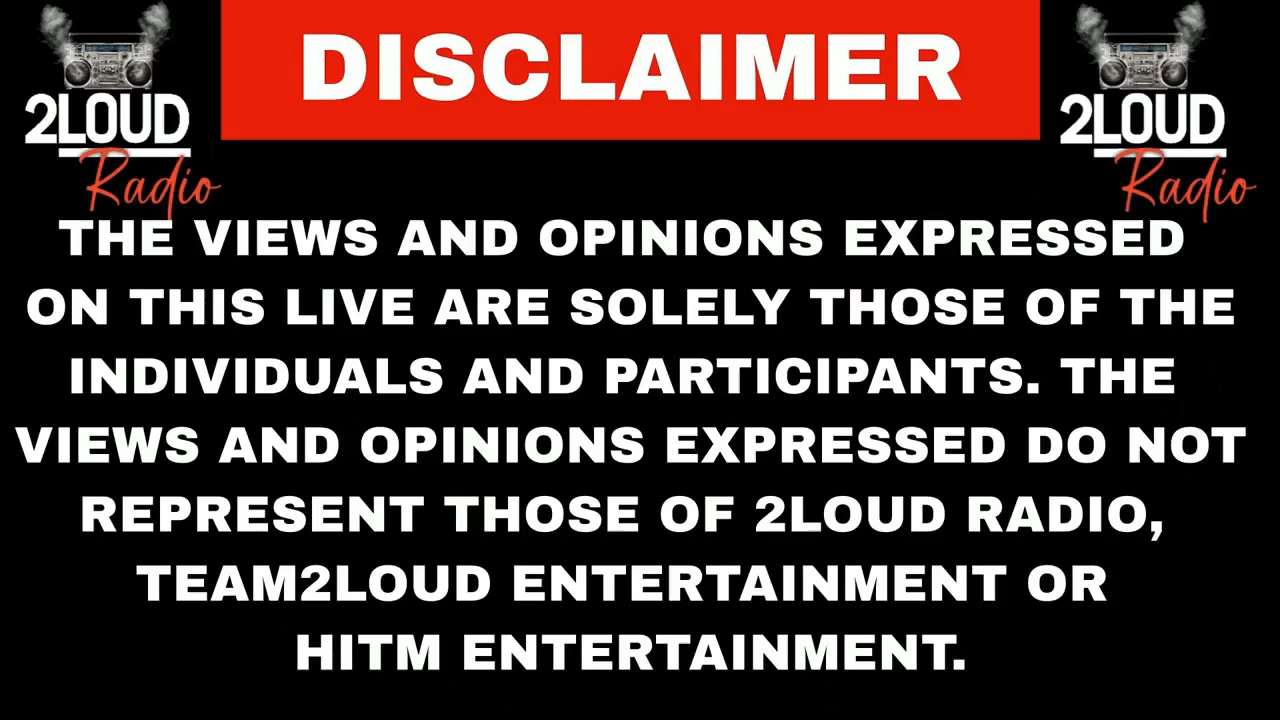 DISCLAIMER
2LOUD
Radio
2LOUD
Radio
THE VIEWS AND OPINIONS EXPRESSED
ON THIS LIVE ARE SOLELY THOSE OF THE
INDIVIDUALS AND PARTICIPANTS. THE
VIEWS AND OPINIONS EXPRESSED DO NOT
REPRESENT THOSE OF 2LOUD RADIO,
TEAM2LOUD ENTERTAINMENT OR
HITM ENTERTAINMENT.